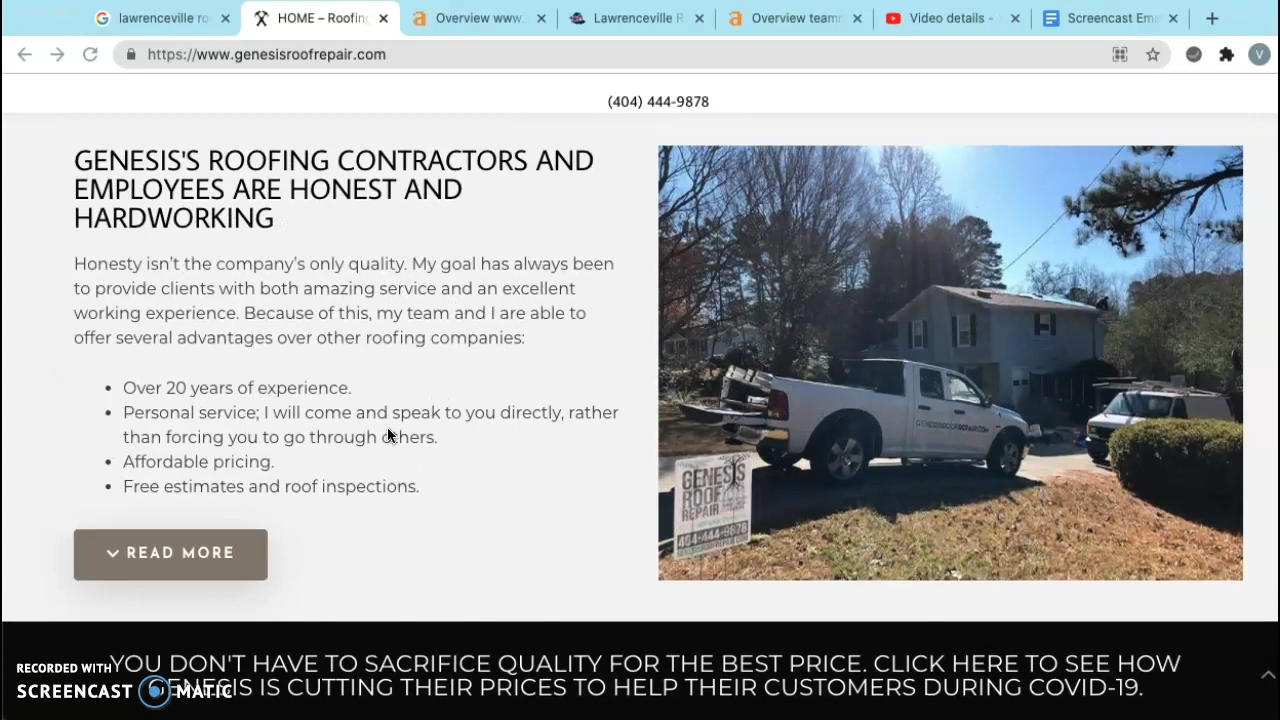 lawrenceville ro
HOME – Roofing
Overview www.
Lawrenceville R
Overview team
Video details -
Screencast Em
https://www.genesisroofrepair.com
V
(404) 444-9878
GENESIS'S ROOFING CONTRACTORS AND
EMPLOYEES ARE HONEST AND
HARDWORKING
Honesty isn’t the company’s only quality. My goal has always been
to provide clients with both amazing service and an excellent
working experience. Because of this, my team and I are able to
offer several advantages over other roofing companies:
• Over 20 years of experience.
• Personal service; I will come and speak to you directly, rather
than forcing you to go through others.
• Affordable pricing.
• Free estimates and roof inspections.
READ MORE
GENESISROOFREPAIR.COM
GENESIS
ROOF
REPAIR
404-444-9878
YOU DON'T HAVE TO SACRIFICE QUALITY FOR THE BEST PRICE. CLICK HERE TO SEE HOW
GENESIS IS CUTTING THEIR PRICES TO HELP THEIR CUSTOMERS DURING COVID-19.
RECORDED WITH
SCREENCAST MATIC